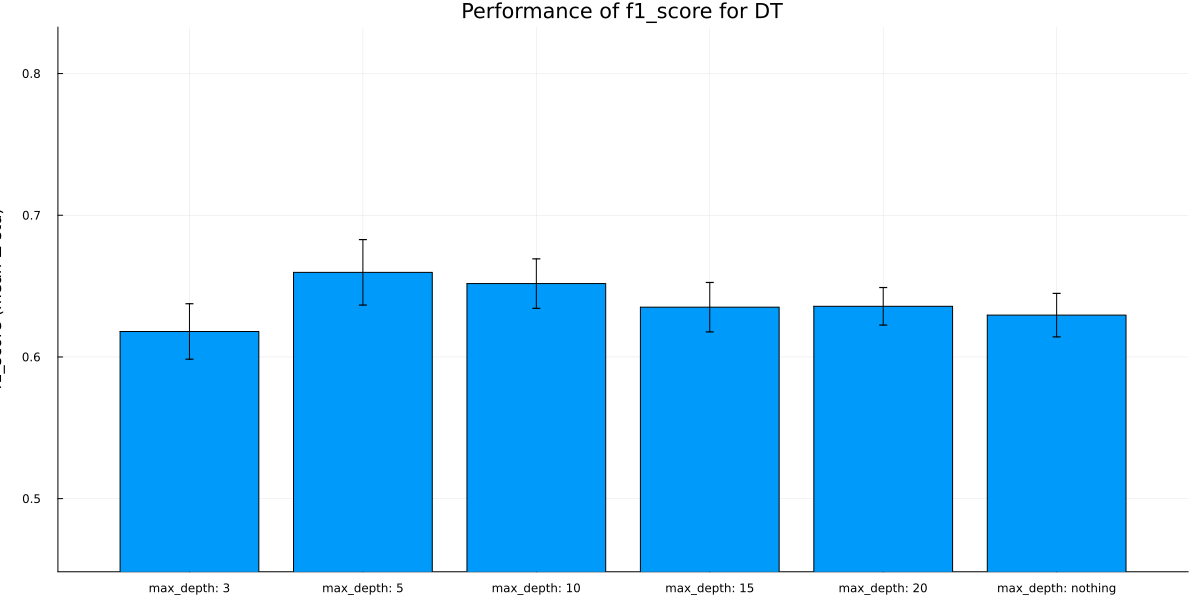 Performance of f1_score for DT
0.8
0.7
0.6
0.5
max_depth: 3
max_depth: 5
max_depth: 10
max_depth: 15
max_depth: 20
max_depth: nothing